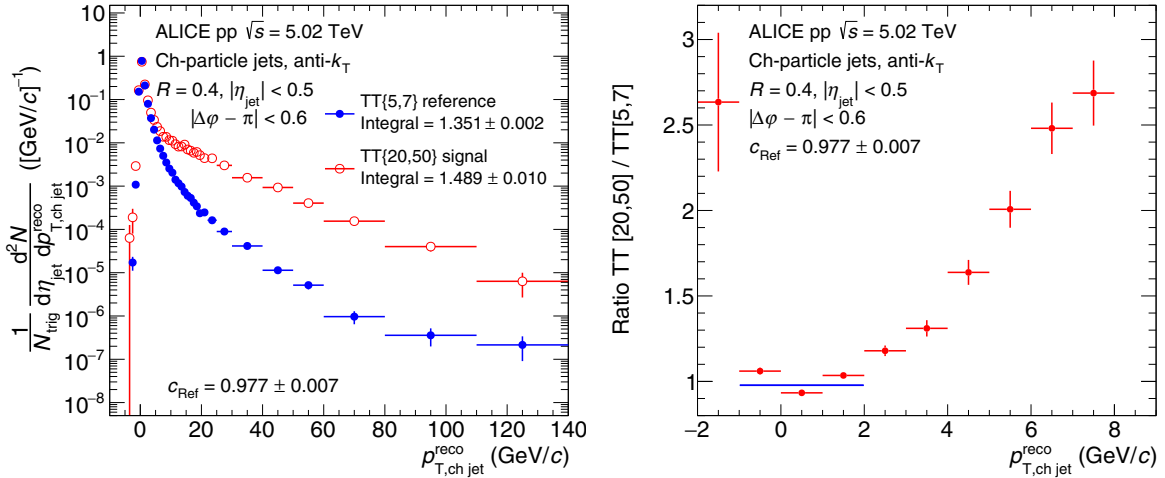 ALICE pp √s = 5.02 TeV
Ch-particle jets, anti-kT
R = 0.4, |ηjet| < 0.5
|Δφ − π| < 0.6
TT{5,7} reference
Integral = 1.351 ± 0.002
TT{20,50} signal
Integral = 1.489 ± 0.010
cRef = 0.977 ± 0.007
1/Ntrig d²N/dηjet dp^reco_T,ch jet ([GeV/c]⁻¹)
10
1
10⁻¹
10⁻²
10⁻³
10⁻⁴
10⁻⁵
10⁻⁶
10⁻⁷
10⁻⁸
0 20 40 60 80 100 120 140
p^reco_T,ch jet (GeV/c)
ALICE pp √s = 5.02 TeV
Ch-particle jets, anti-kT
R = 0.4, |ηjet| < 0.5
|Δφ − π| < 0.6
cRef = 0.977 ± 0.007
Ratio TT [20,50] / TT[5,7]
3
2.5
2
1.5
1
−2 0 2 4 6 8
p^reco_T,ch jet (GeV/c)